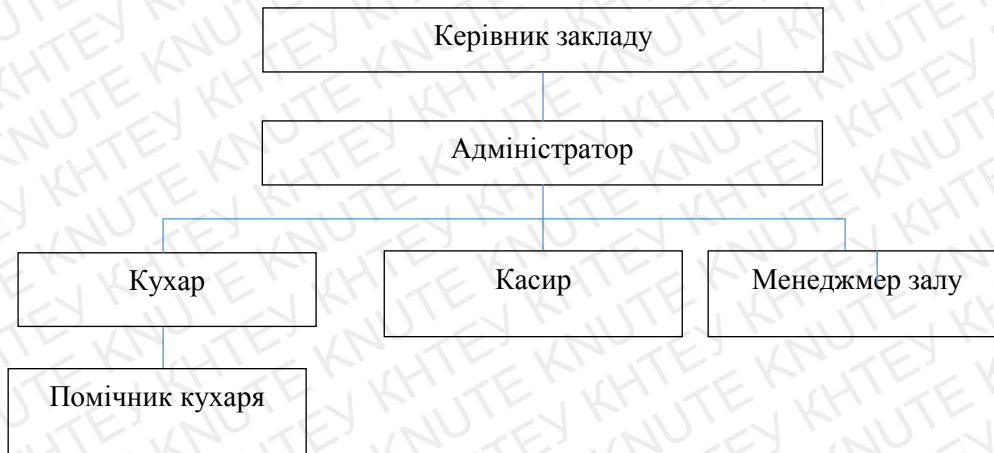 Керівник закладу
Адміністратор
Кухар
Касир
Менеджмер залу
Помічник кухаря